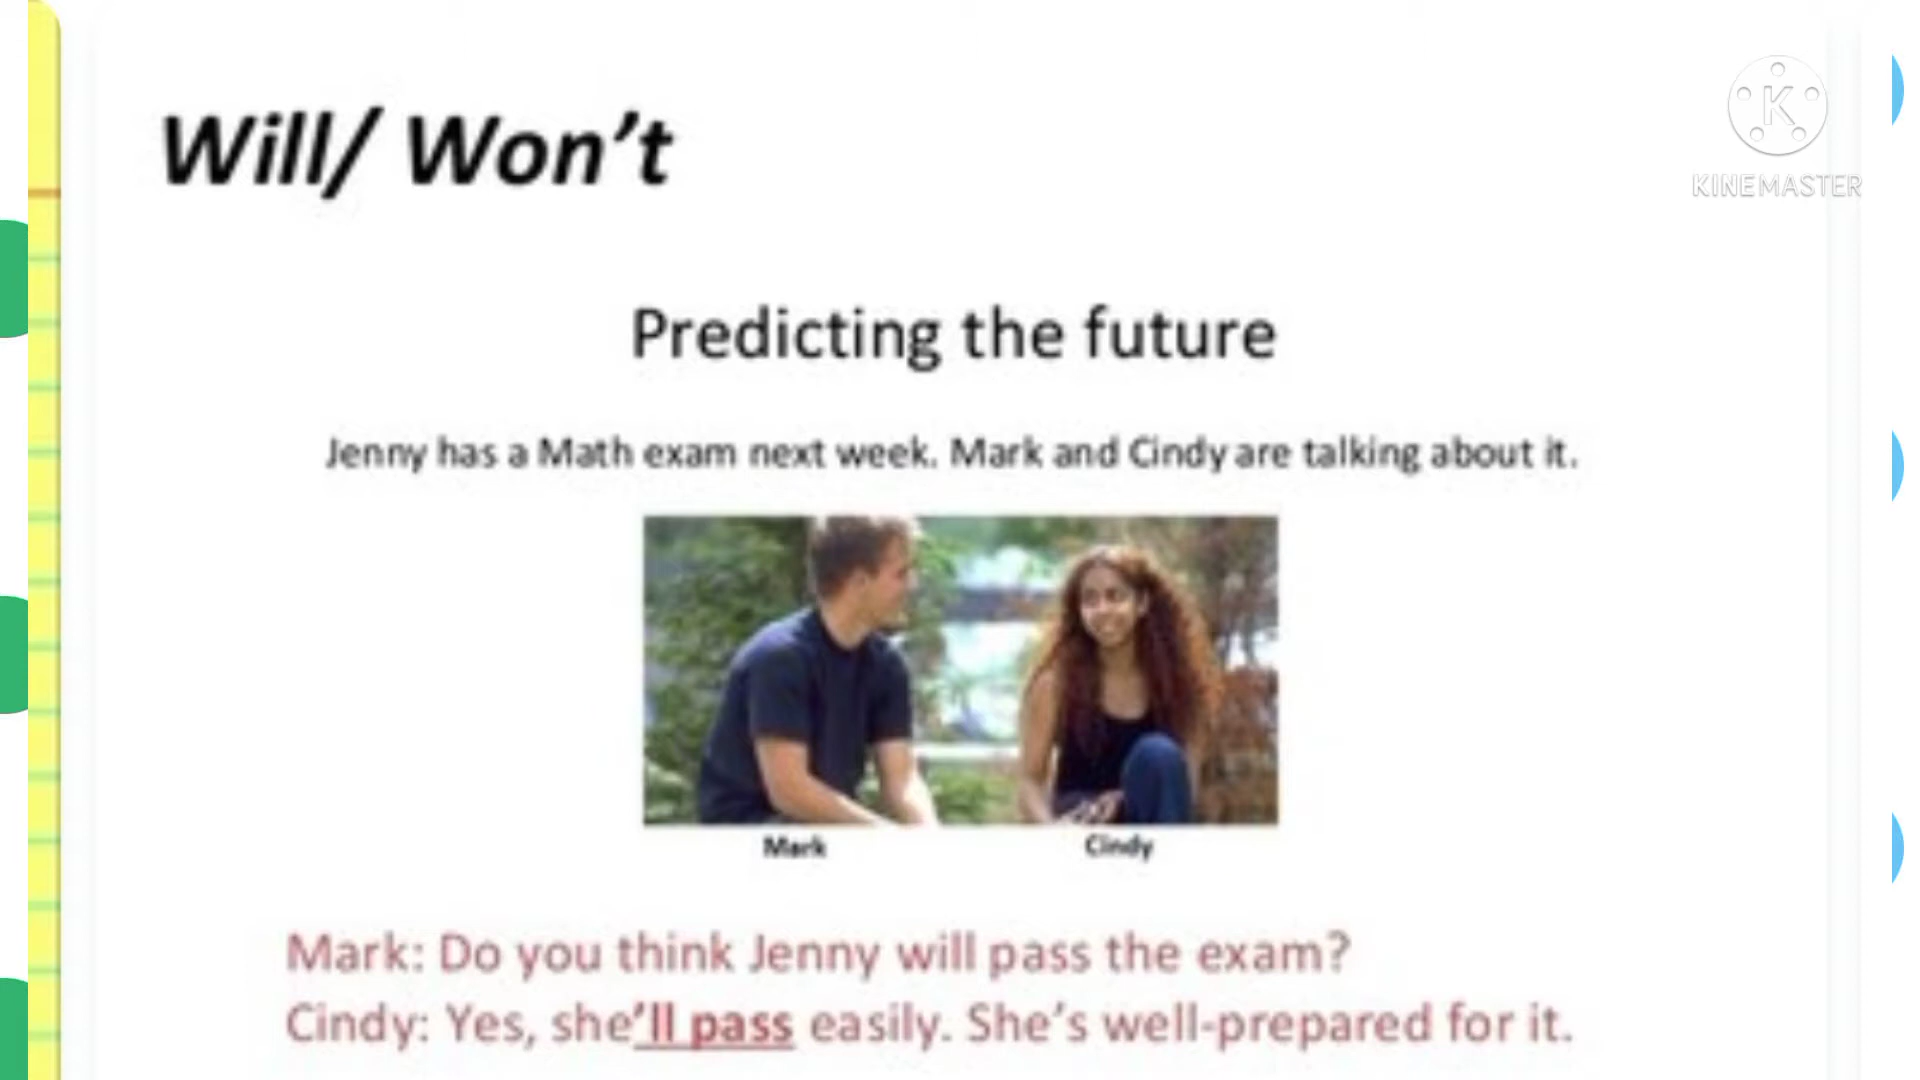 Will/ Won't
KINEMASTER
Predicting the future
Jenny has a Math exam next week. Mark and Cindy are talking about it.
Mark Cindy
Mark: Do you think Jenny will pass the exam?
Cindy: Yes, she'll pass easily. She's well-prepared for it.